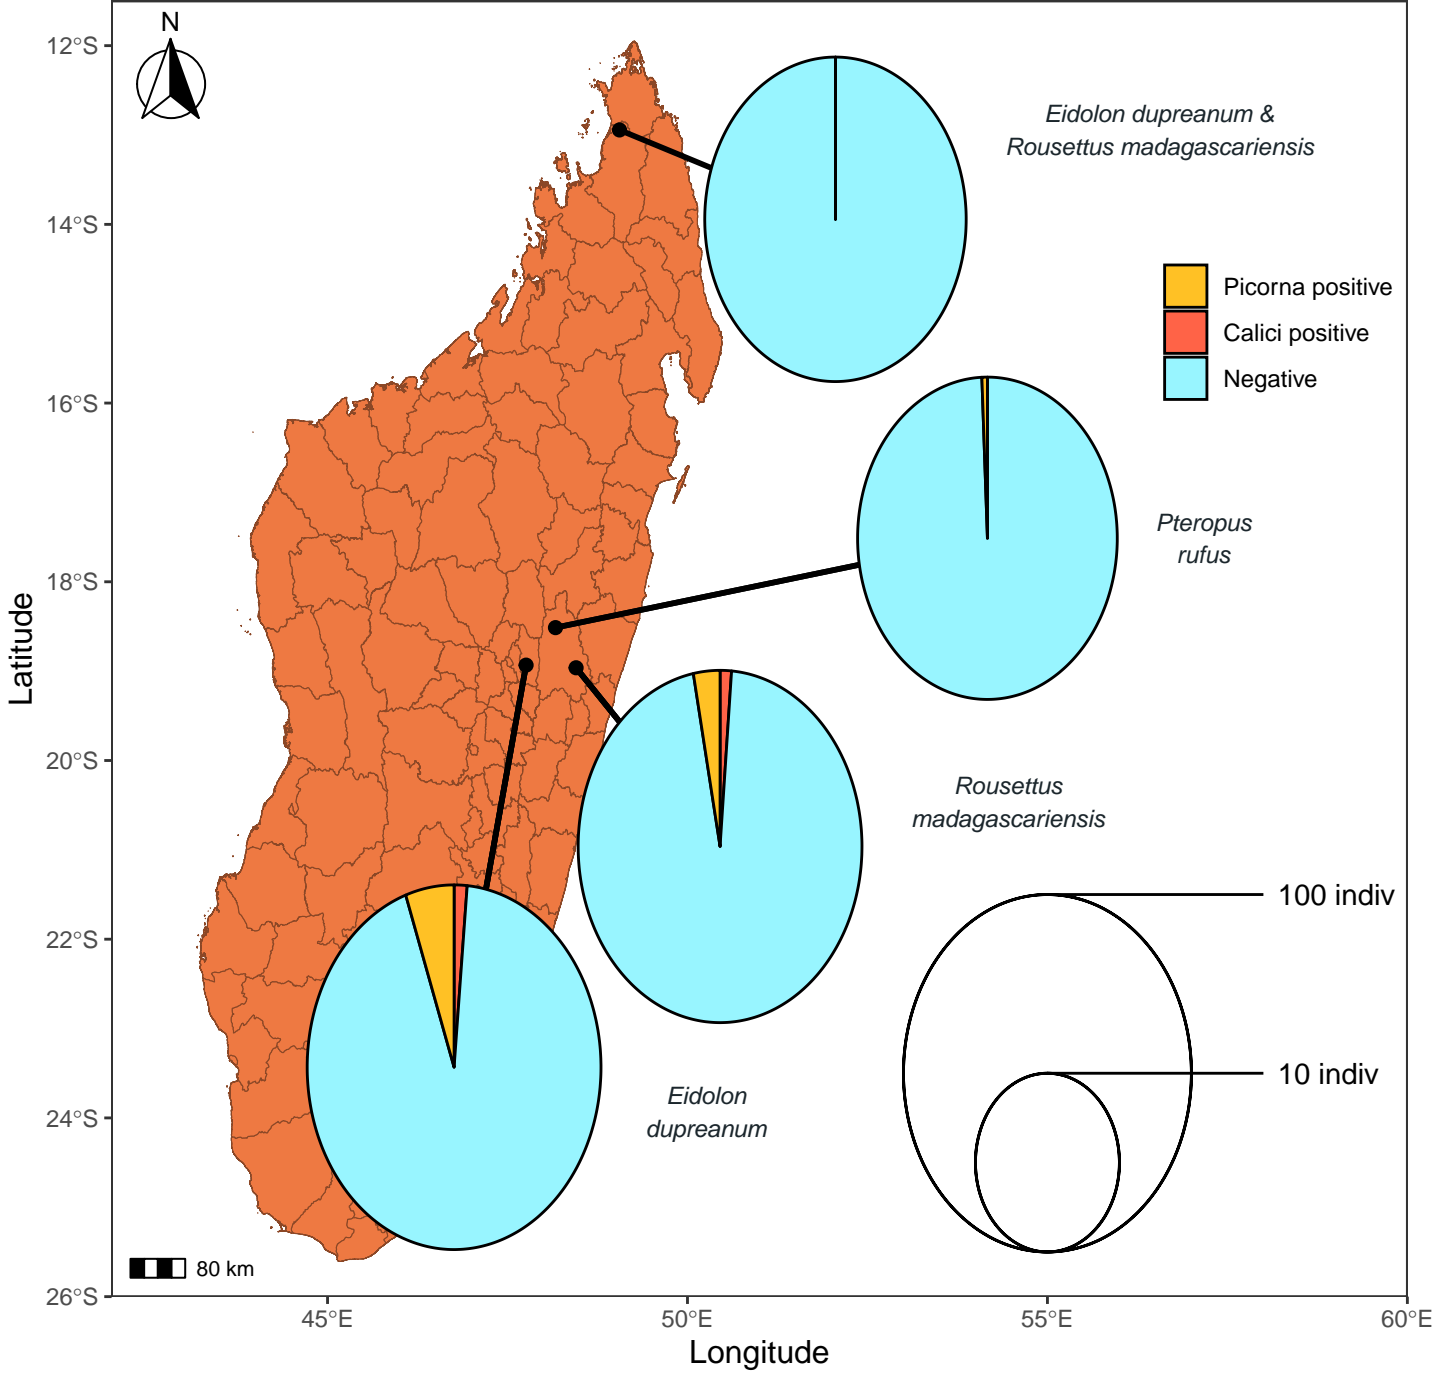 N
12°S
14°S
16°S
18°S
20°S
22°S
24°S
26°S
Latitude
Eidolon dupreanum &
Rousettus madagascariensis
Picorna positive
Calici positive
Negative
Pteropus
rufus
Rousettus
madagascariensis
100 indiv
10 indiv
Eidolon
dupreanum
80 km
45°E
50°E
55°E
60°E
Longitude